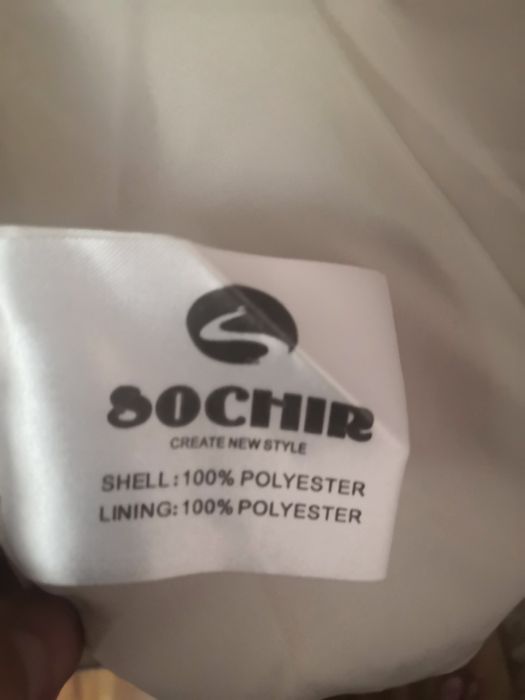 SOCHIR
CREATE NEW STYLE
SHELL: 100% POLYESTER
LINING: 100% POLYESTER